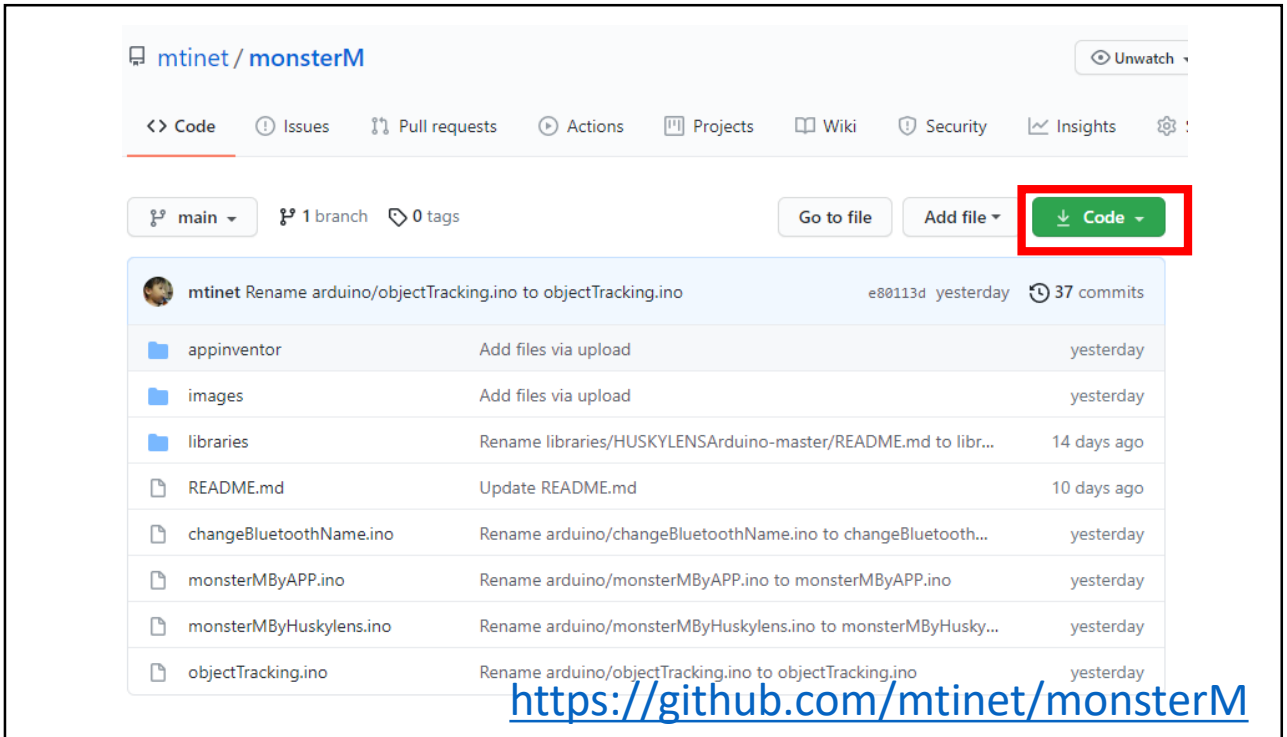 mtinet / monsterM
Unwatch
Code Issues Pull requests Actions Projects Wiki Security Insights
main 1 branch 0 tags Go to file Add file Code
mtinet Rename arduino/objectTracking.ino to objectTracking.ino e80113d yesterday 37 commits
appinventor Add files via upload yesterday
images Add files via upload yesterday
libraries Rename libraries/HUSKYLENSArduino-master/README.md to libr... 14 days ago
README.md Update README.md 10 days ago
changeBluetoothName.ino Rename arduino/changeBluetoothName.ino to changeBluetooth... yesterday
monsterMByAPP.ino Rename arduino/monsterMByAPP.ino to monsterMByAPP.ino yesterday
monsterMByHuskylens.ino Rename arduino/monsterMByHuskylens.ino to monsterMByHusky... yesterday
objectTracking.ino Rename arduino/objectTracking.ino to objectTracking.ino yesterday
https://github.com/mtinet/monsterM